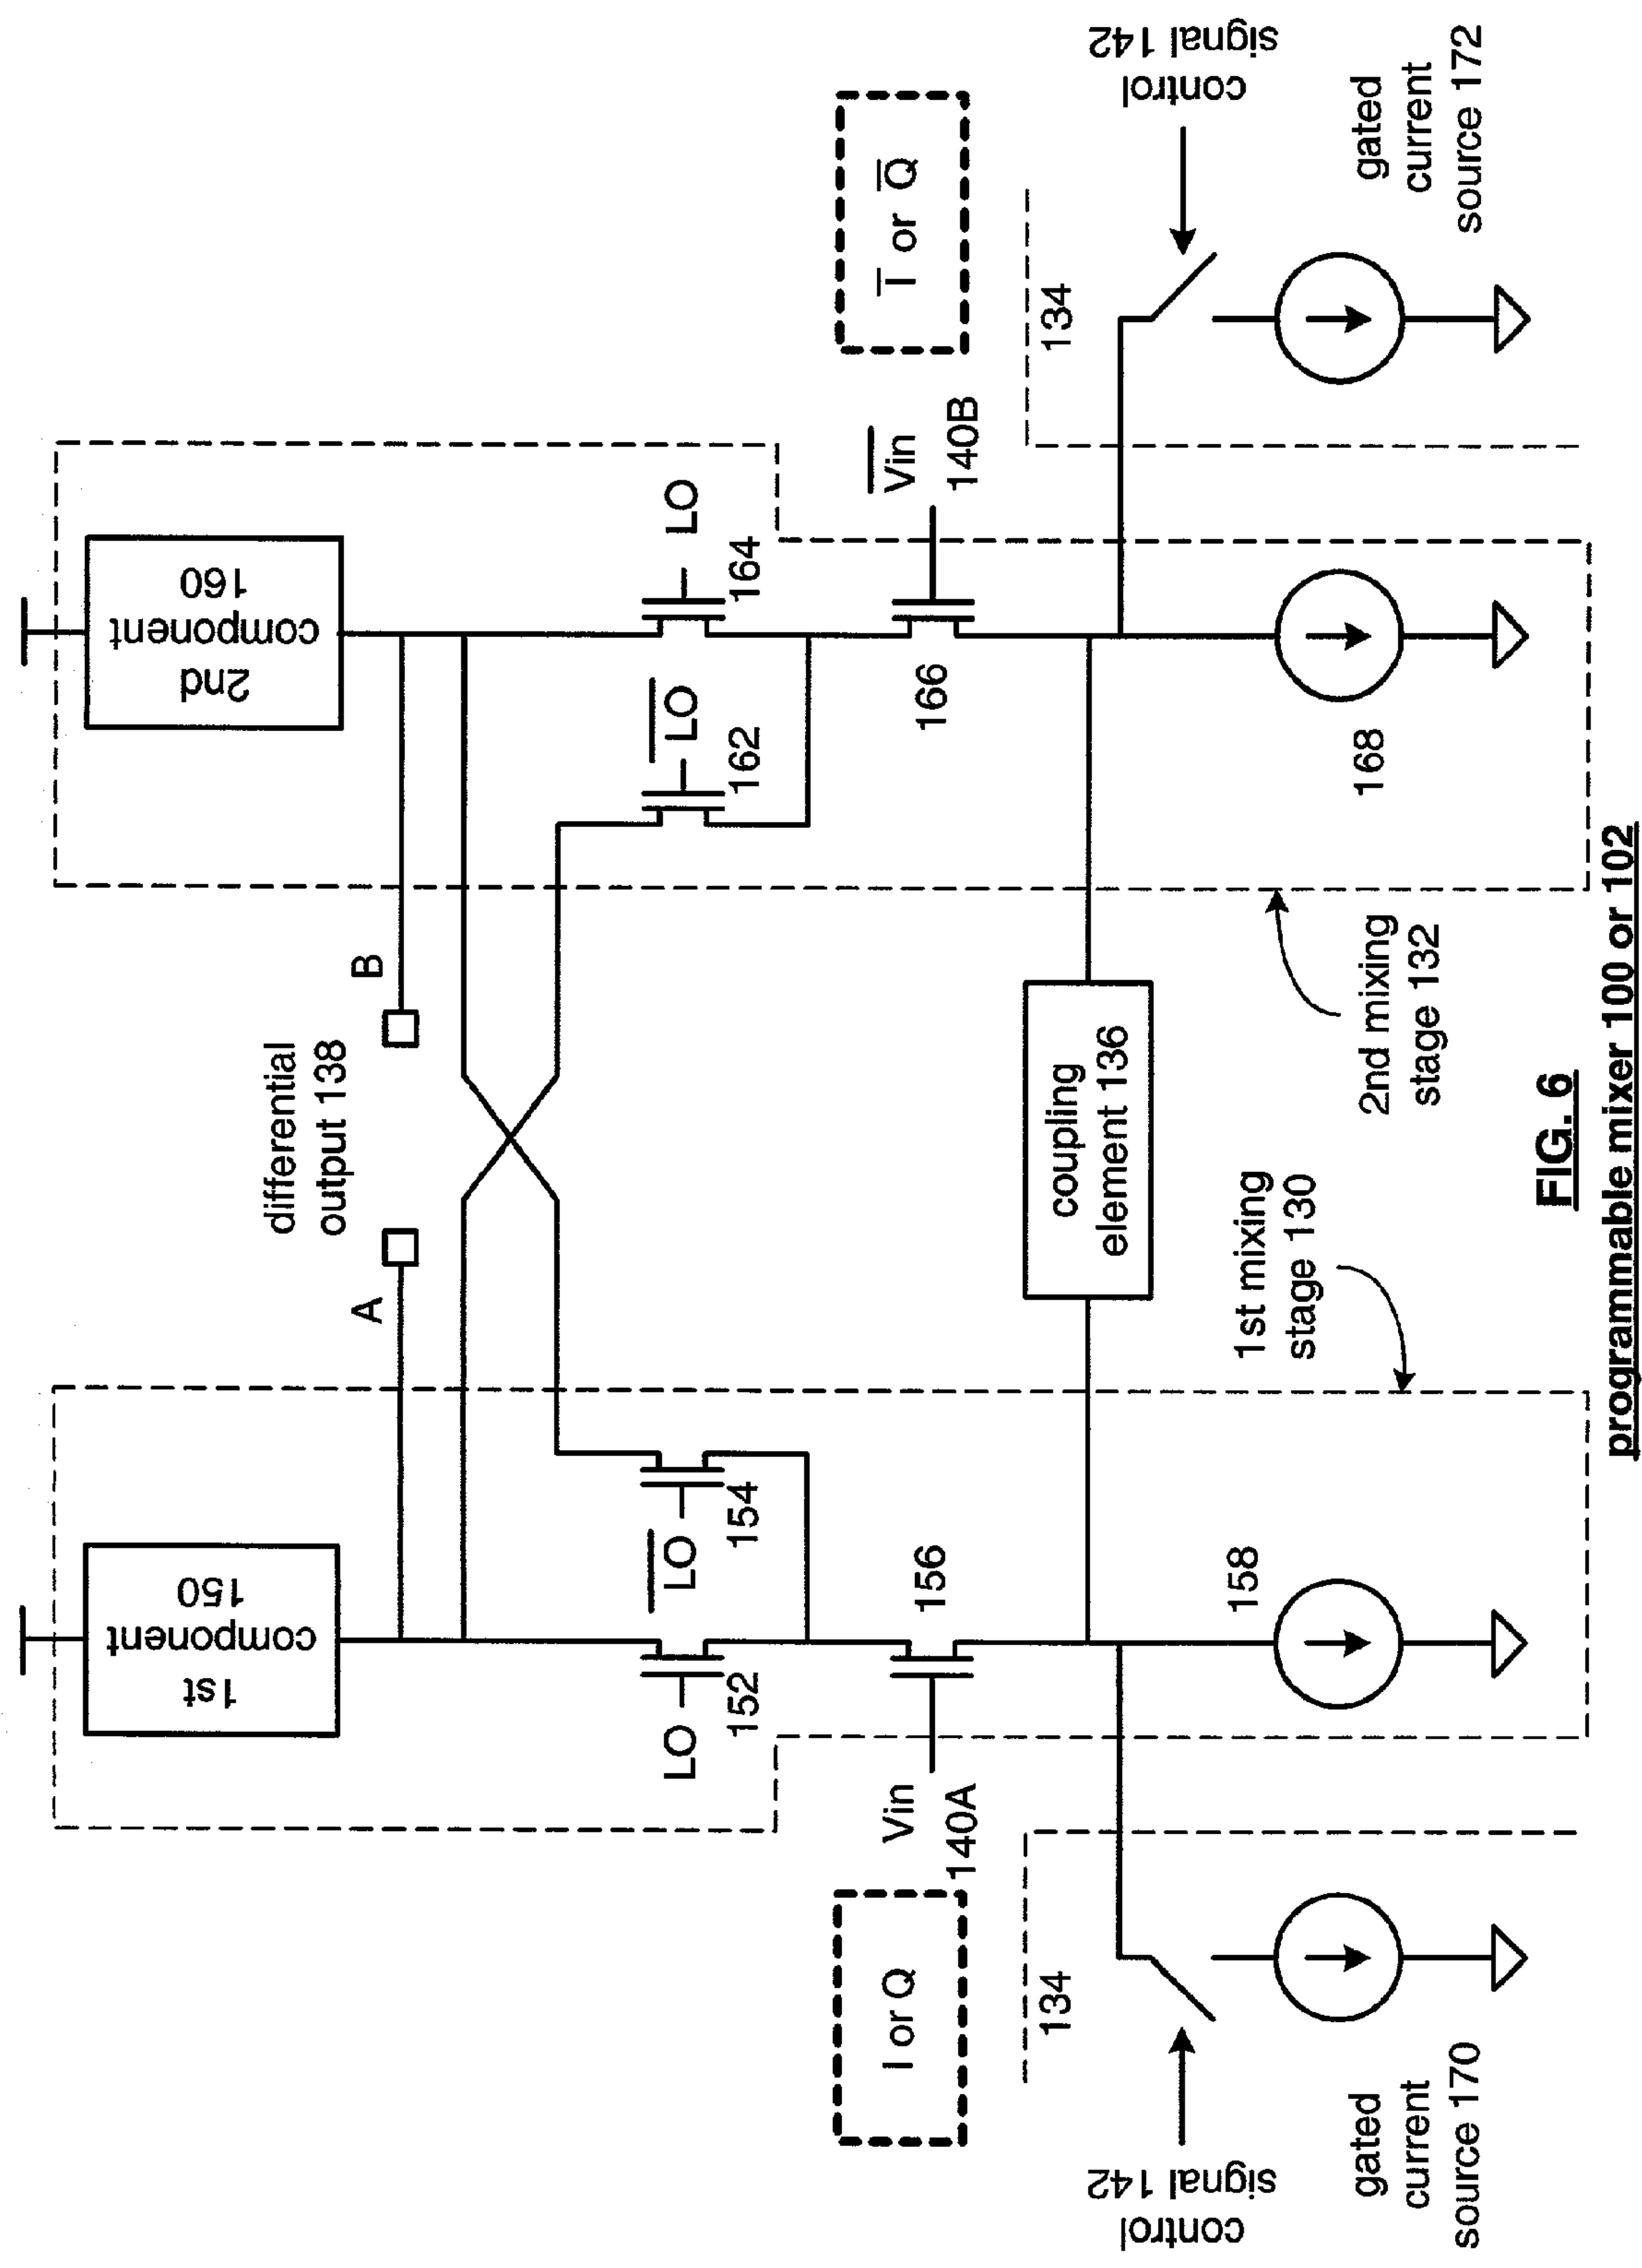 1st
component
150
2nd
component
160
differential
output 138
A
B
LO
152
L̅O̅
154
L̅O̅
162
LO
164
I or Q
Vin
140A
156
166
V̅i̅n̅
140B
I̅ or Q̅
134
control
signal 142
gated
current
source 170
158
coupling
element 136
168
134
control
signal 142
gated
current
source 172
1st mixing
stage 130
2nd mixing
stage 132
FIG. 6
programmable mixer 100 or 102